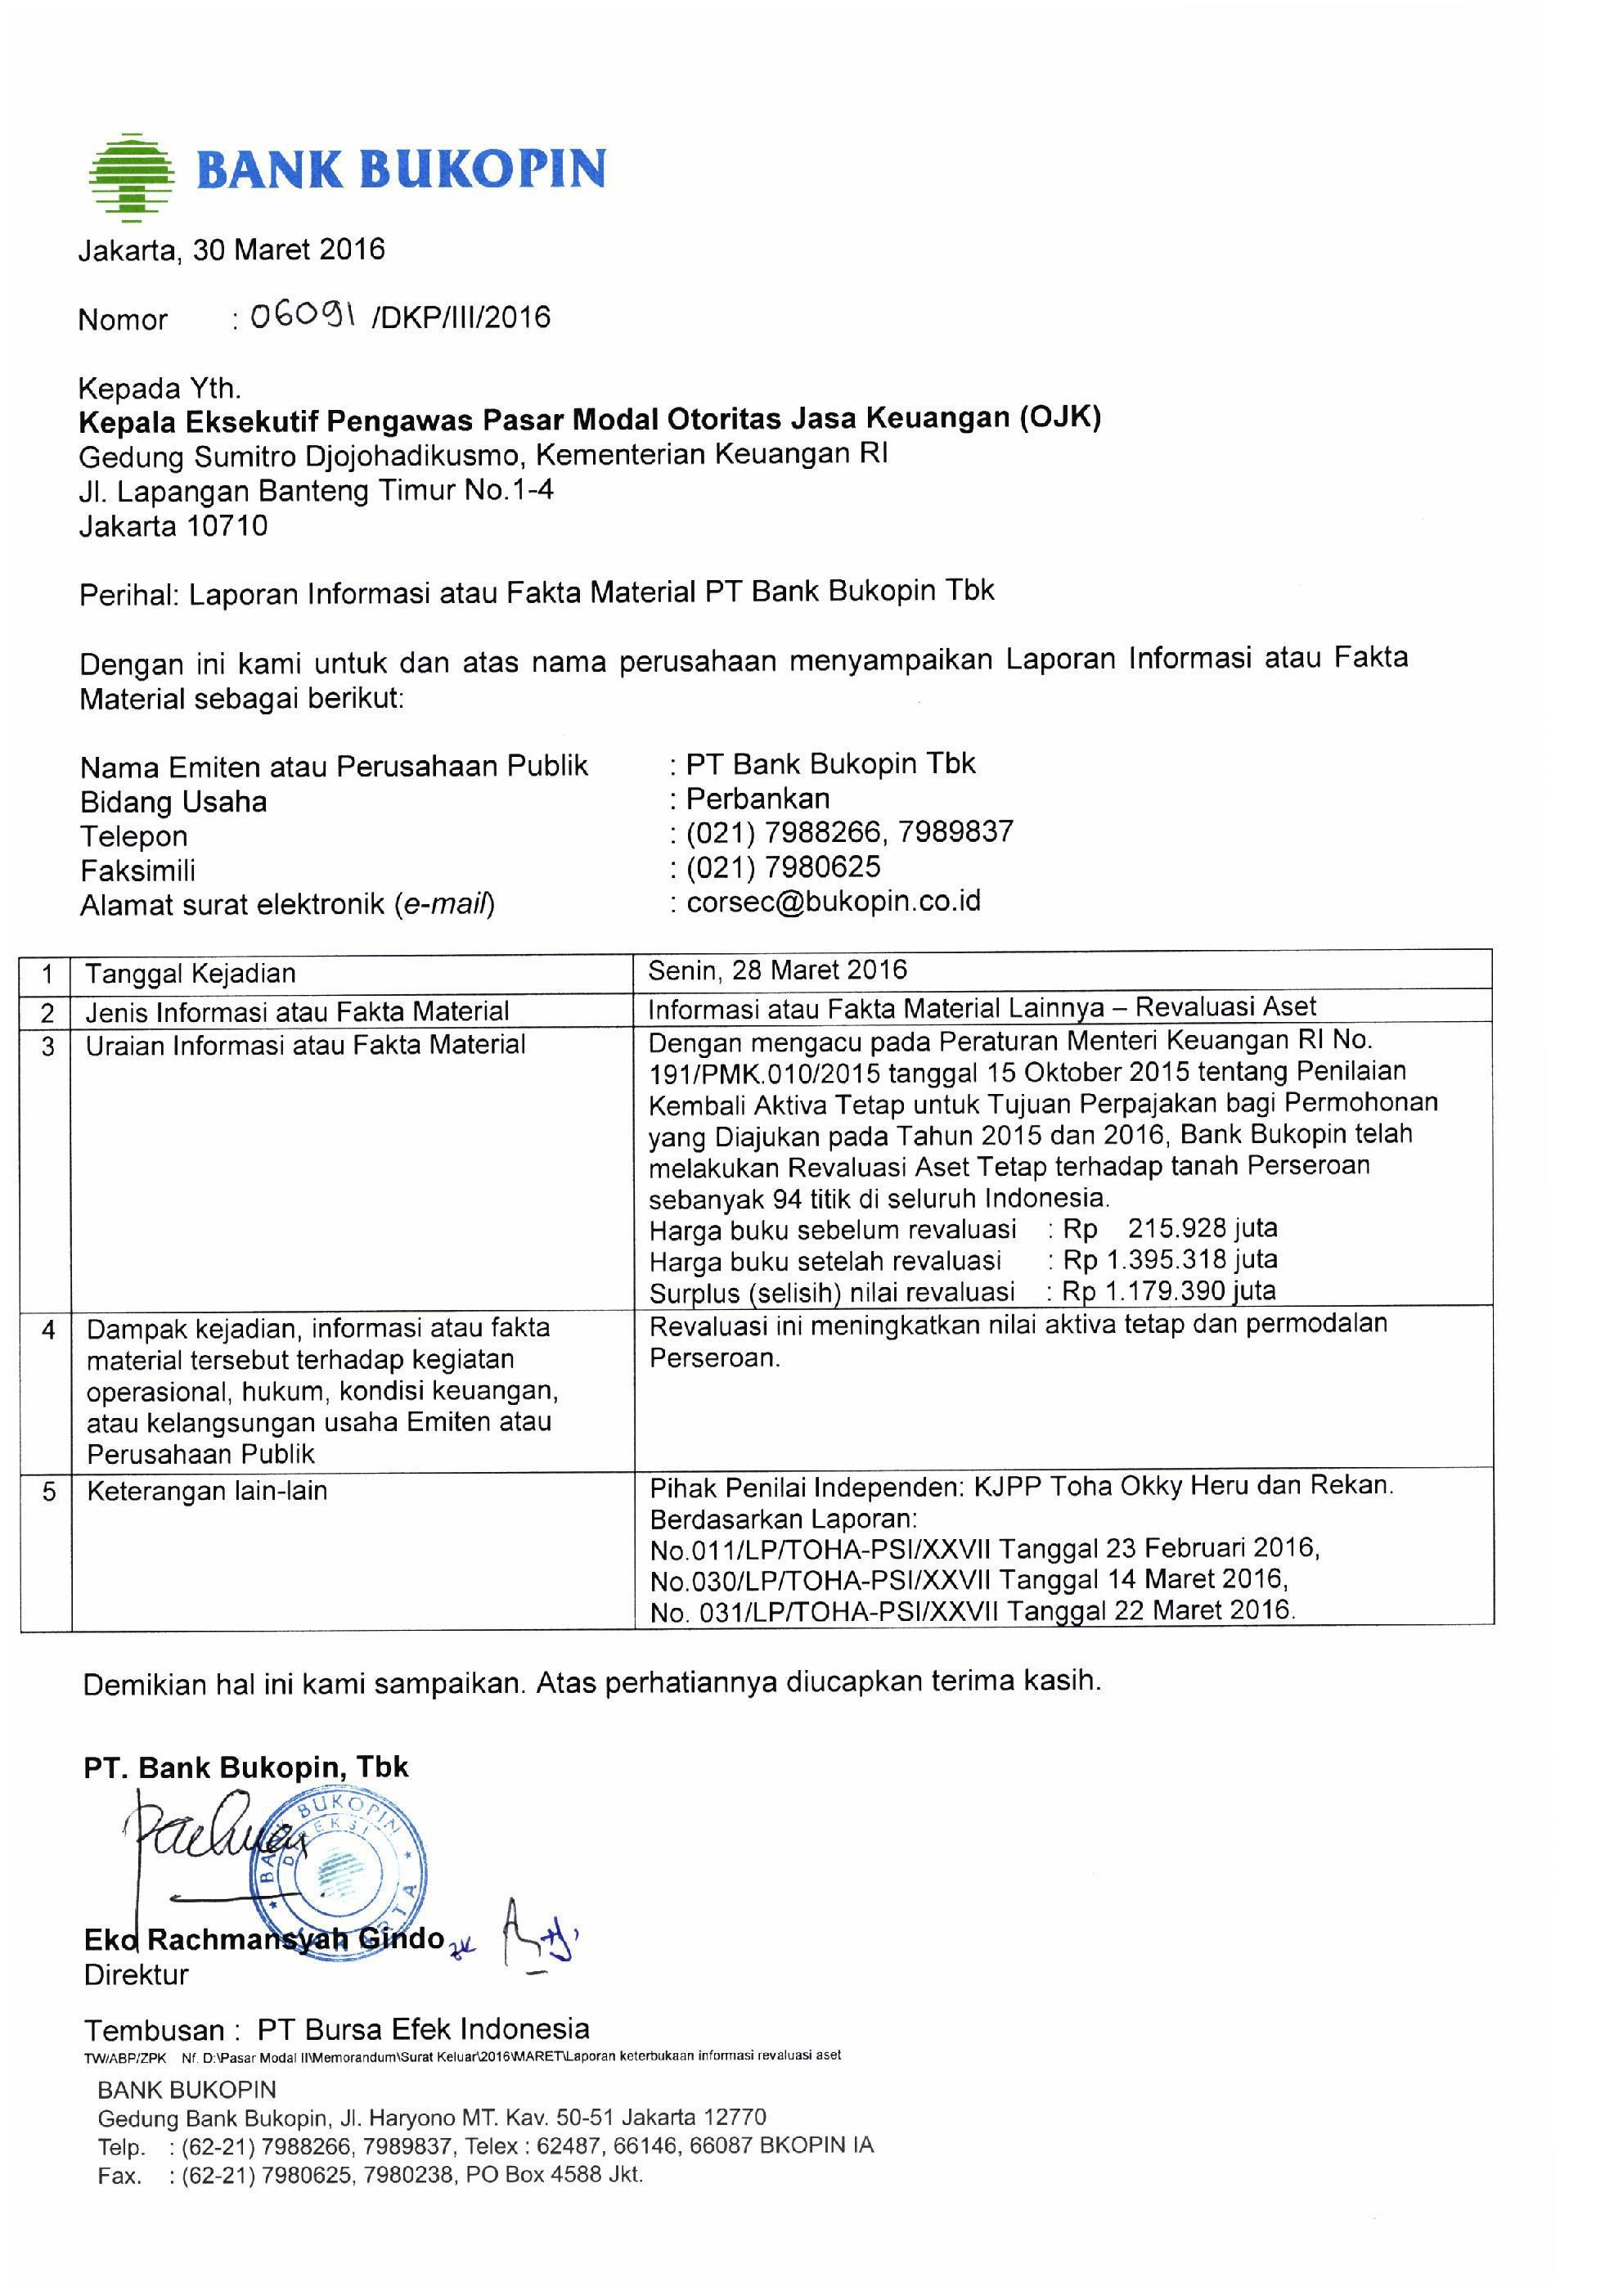 BANK BUKOPIN
Jakarta, 30 Maret 2016
Nomor : 06091 /DKP/III/2016
Kepada Yth.
Kepala Eksekutif Pengawas Pasar Modal Otoritas Jasa Keuangan (OJK)
Gedung Sumitro Djojohadikusmo, Kementerian Keuangan RI
Jl. Lapangan Banteng Timur No.1-4
Jakarta 10710
Perihal: Laporan Informasi atau Fakta Material PT Bank Bukopin Tbk
Dengan ini kami untuk dan atas nama perusahaan menyampaikan Laporan Informasi atau Fakta
Material sebagai berikut:
Nama Emiten atau Perusahaan Publik : PT Bank Bukopin Tbk
Bidang Usaha : Perbankan
Telepon : (021) 7988266, 7989837
Faksimili : (021) 7980625
Alamat surat elektronik (e-mail) : corsec@bukopin.co.id
1 Tanggal Kejadian Senin, 28 Maret 2016
2 Jenis Informasi atau Fakta Material Informasi atau Fakta Material Lainnya – Revaluasi Aset
3 Uraian Informasi atau Fakta Material Dengan mengacu pada Peraturan Menteri Keuangan RI No.
191/PMK.010/2015 tanggal 15 Oktober 2015 tentang Penilaian
Kembali Aktiva Tetap untuk Tujuan Perpajakan bagi Permohonan
yang Diajukan pada Tahun 2015 dan 2016, Bank Bukopin telah
melakukan Revaluasi Aset Tetap terhadap tanah Perseroan
sebanyak 94 titik di seluruh Indonesia.
Harga buku sebelum revaluasi : Rp 215.928 juta
Harga buku setelah revaluasi : Rp 1.395.318 juta
Surplus (selisih) nilai revaluasi : Rp 1.179.390 juta
4 Dampak kejadian, informasi atau fakta
material tersebut terhadap kegiatan
operasional, hukum, kondisi keuangan,
atau kelangsungan usaha Emiten atau
Perusahaan Publik
Revaluasi ini meningkatkan nilai aktiva tetap dan permodalan
Perseroan.
5 Keterangan lain-lain Pihak Penilai Independen: KJPP Toha Okky Heru dan Rekan.
Berdasarkan Laporan:
No.011/LP/TOHA-PSI/XXVII Tanggal 23 Februari 2016,
No.030/LP/TOHA-PSI/XXVII Tanggal 14 Maret 2016,
No. 031/LP/TOHA-PSI/XXVII Tanggal 22 Maret 2016.
Demikian hal ini kami sampaikan. Atas perhatiannya diucapkan terima kasih.
PT. Bank Bukopin, Tbk
BANK BUKOPIN
DIREKSI
JAKARTA
Eko Rachmansyah Gindo
Direktur
Tembusan : PT Bursa Efek Indonesia
TW/ABP/ZPK Nf. D:\Pasar Modal II\Memorandum\Surat Keluar\2016\MARET\Laporan keterbukaan informasi revaluasi aset
BANK BUKOPIN
Gedung Bank Bukopin, Jl. Haryono MT. Kav. 50-51 Jakarta 12770
Telp. : (62-21) 7988266, 7989837, Telex : 62487, 66146, 66087 BKOPIN IA
Fax. : (62-21) 7980625, 7980238, PO Box 4588 Jkt.